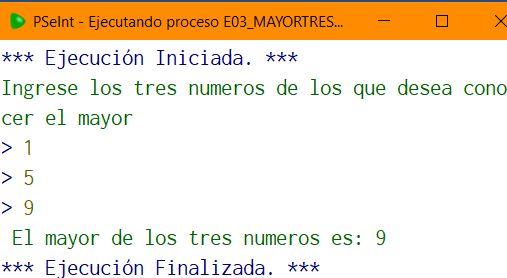 PSeInt - Ejecutando proceso E03_MAYORTRES...
*** Ejecución Iniciada. ***
Ingrese los tres numeros de los que desea cono
cer el mayor
> 1
> 5
> 9
El mayor de los tres numeros es: 9
*** Ejecución Finalizada. ***